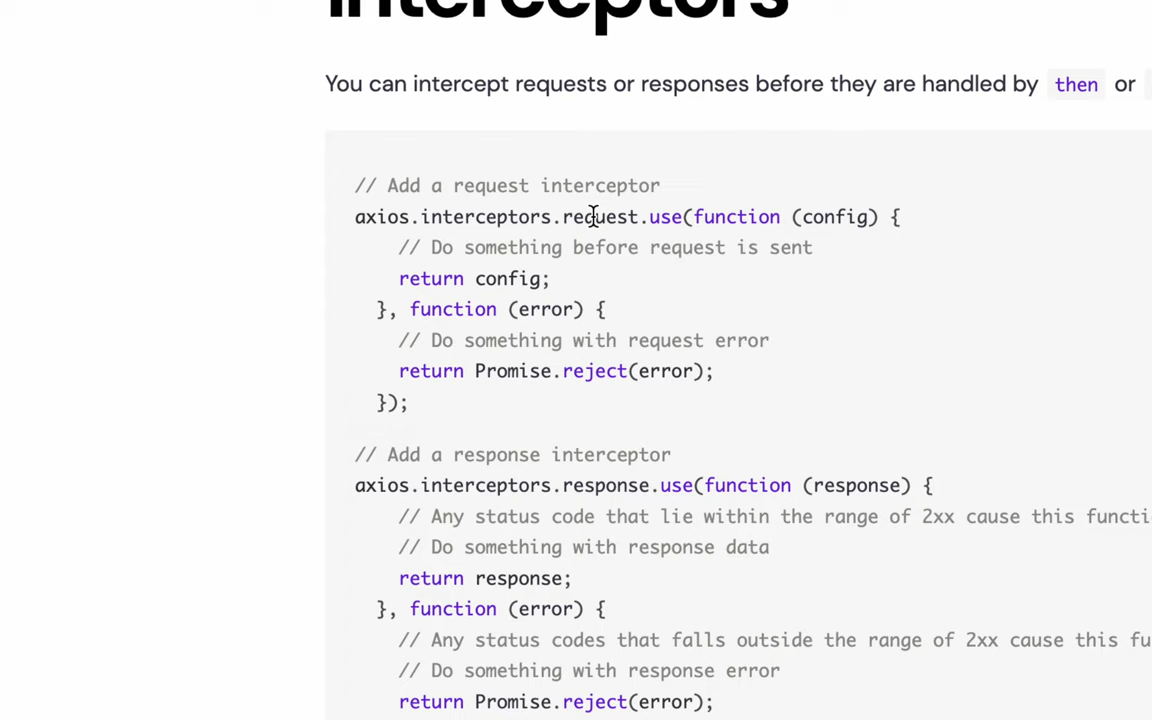 Interceptors
You can intercept requests or responses before they are handled by then or
// Add a request interceptor
axios.interceptors.request.use(function (config) {
// Do something before request is sent
return config;
}, function (error) {
// Do something with request error
return Promise.reject(error);
});
// Add a response interceptor
axios.interceptors.response.use(function (response) {
// Any status code that lie within the range of 2xx cause this functi
// Do something with response data
return response;
}, function (error) {
// Any status codes that falls outside the range of 2xx cause this fu
// Do something with response error
return Promise.reject(error);